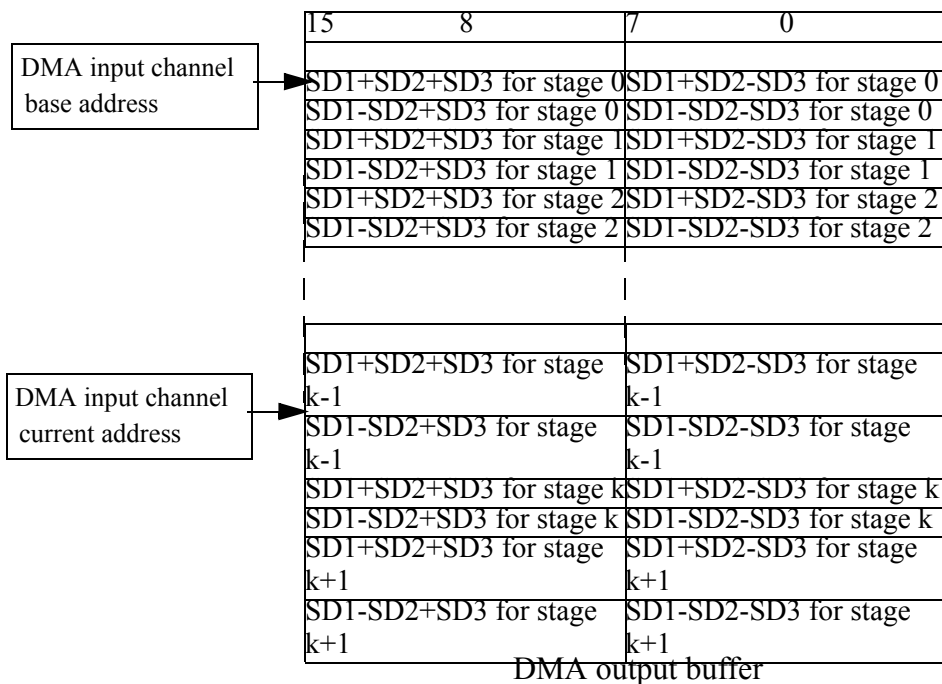 15 8 7 0
DMA input channel
base address
SD1+SD2+SD3 for stage 0 SD1+SD2-SD3 for stage 0
SD1-SD2+SD3 for stage 0 SD1-SD2-SD3 for stage 0
SD1+SD2+SD3 for stage 1 SD1+SD2-SD3 for stage 1
SD1-SD2+SD3 for stage 1 SD1-SD2-SD3 for stage 1
SD1+SD2+SD3 for stage 2 SD1+SD2-SD3 for stage 2
SD1-SD2+SD3 for stage 2 SD1-SD2-SD3 for stage 2
DMA input channel
current address
SD1+SD2+SD3 for stage SD1+SD2-SD3 for stage
k-1 k-1
SD1-SD2+SD3 for stage SD1-SD2-SD3 for stage
k-1 k-1
SD1+SD2+SD3 for stage k SD1+SD2-SD3 for stage k
SD1-SD2+SD3 for stage k SD1-SD2-SD3 for stage k
SD1+SD2+SD3 for stage SD1+SD2-SD3 for stage
k+1 k+1
SD1-SD2+SD3 for stage SD1-SD2-SD3 for stage
k+1 k+1
DMA output buffer